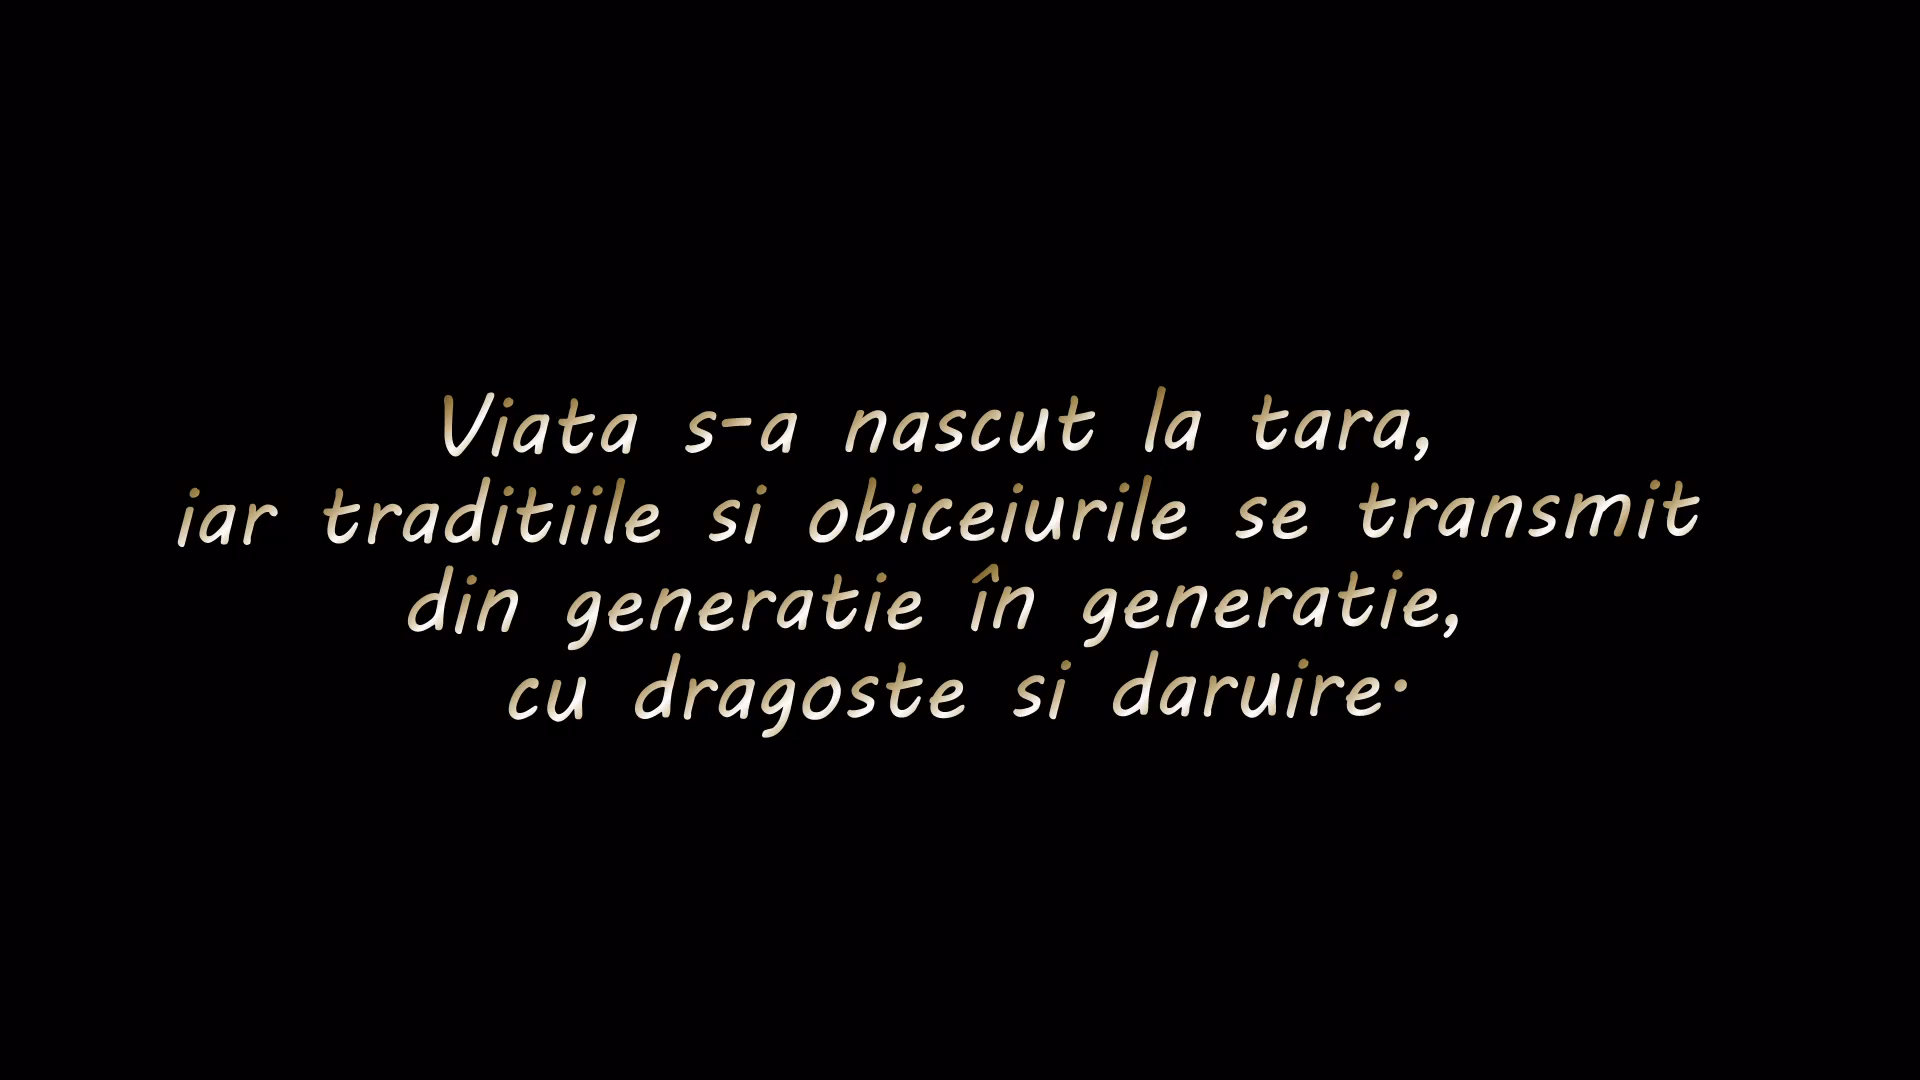 Viata s-a nascut la tara,
iar traditiile si obiceiurile se transmit
din generatie în generatie,
cu dragoste si daruire·